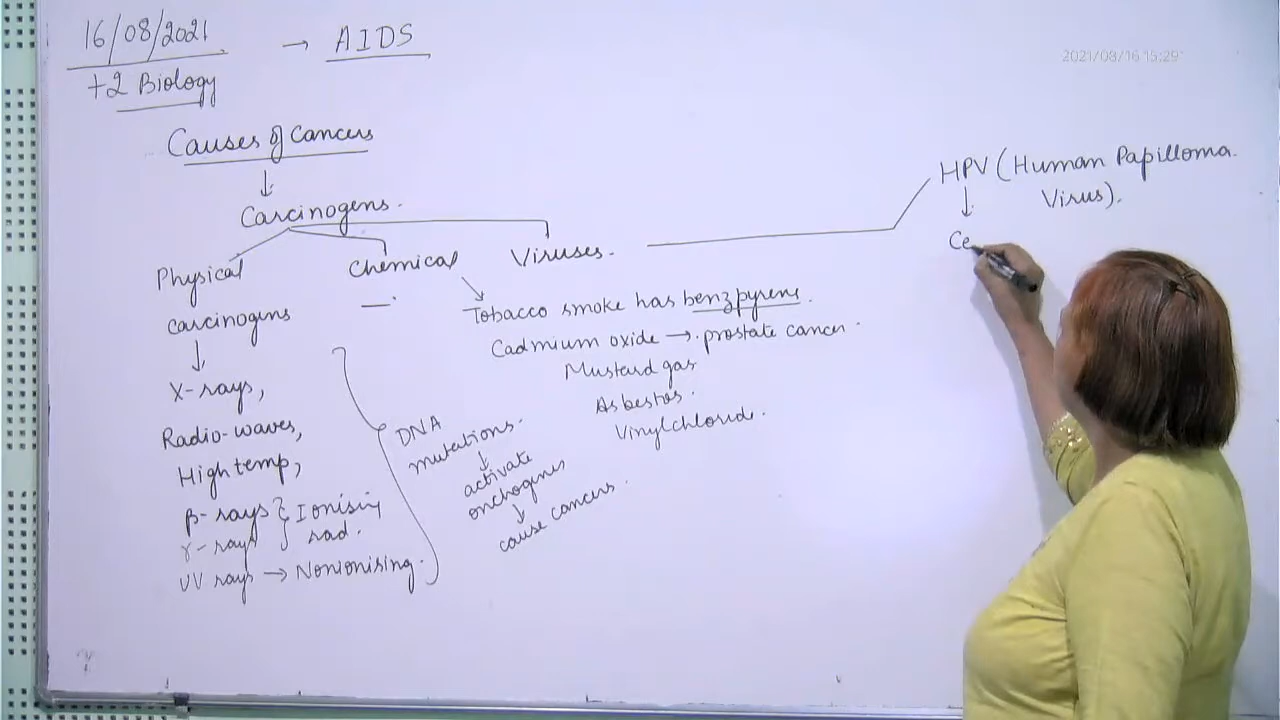 16/08/2021
→ AIDS
2021/08/16 15:29
+2 Biology
Causes of Cancers
↓
Carcinogens.
Physical
carcinogens
↓
X-rays,
Radio-waves,
High temp,
β-rays } Ionising
γ-rays } rad.
UV rays → Nonionising.
DNA
mutations.
↓
activate
onchogenes
↓
cause cancers.
Chemical
Tobacco smoke has benzpyrens.
Cadmium oxide → prostate cancer.
Mustard gas
Asbestos.
Vinylchloride.
Viruses.
HPV (Human Papilloma
Virus).
↓
Ce